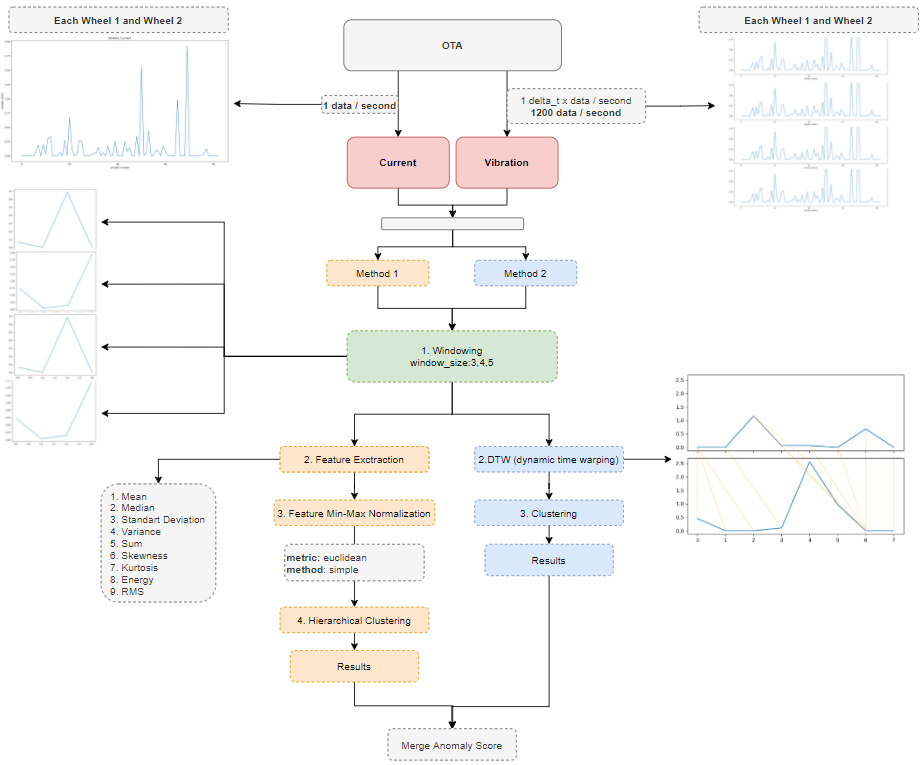 Each Wheel 1 and Wheel 2
Each Wheel 1 and Wheel 2
OTA
1 data / second
1 delta_t x data / second
1200 data / second
Current
Vibration
Method 1
Method 2
1. Windowing
window_size:3,4,5
2. Feature Exctraction
2.DTW (dynamic time warping)
1. Mean
2. Median
3. Standart Deviation
4. Variance
5. Sum
6. Skewness
7. Kurtosis
8. Energy
9. RMS
3. Feature Min-Max Normalization
3. Clustering
metric: euclidean
method: simple
Results
4. Hierarchical Clustering
Results
Merge Anomaly Score
2.5
2.0
1.5
1.0
0.5
0.0
2.5
2.0
1.5
1.0
0.5
0.0
0 1 2 3 4 5 6 7